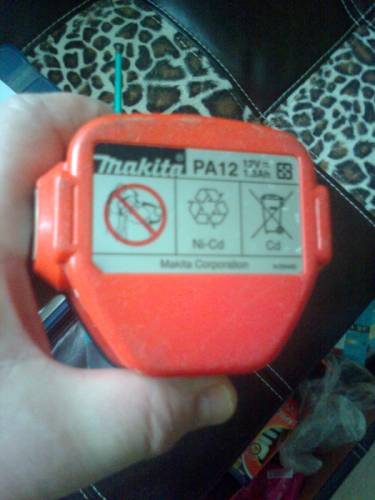 makita PA12 12V
1.3Ah
Ni-Cd Cd
Makita Corporation